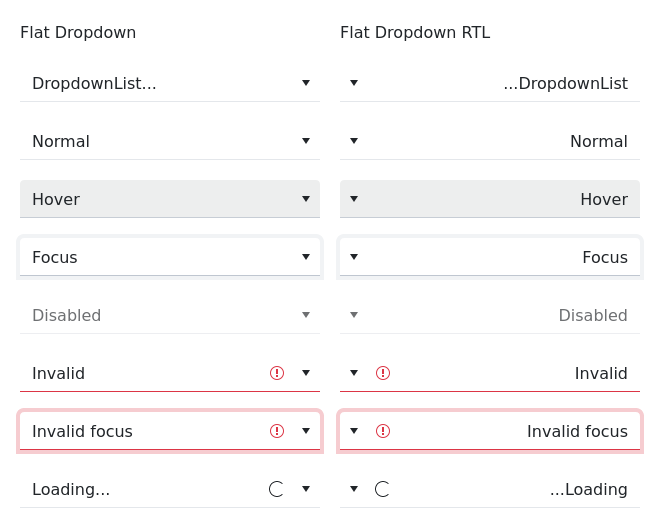 Flat Dropdown
DropdownList...
Normal
Hover
Focus
Disabled
Invalid
Invalid focus
Loading...
Flat Dropdown RTL
...DropdownList
Normal
Hover
Focus
Disabled
Invalid
Invalid focus
...Loading